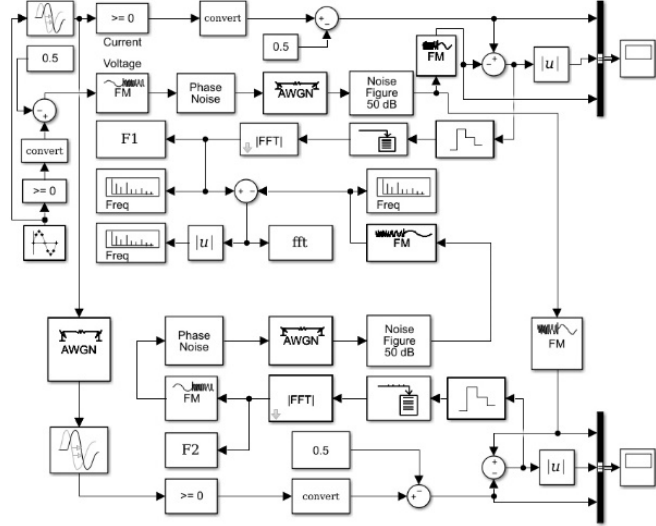 >= 0
convert
0.5
0.5
Current
Voltage
FM
Phase
Noise
AWGN
Noise
Figure
50 dB
FM
|u|
F1
|FFT|
convert
>= 0
Freq
Freq
Freq
|u|
fft
FM
AWGN
Phase
Noise
AWGN
Noise
Figure
50 dB
FM
FM
|FFT|
F2
0.5
|u|
>= 0
convert